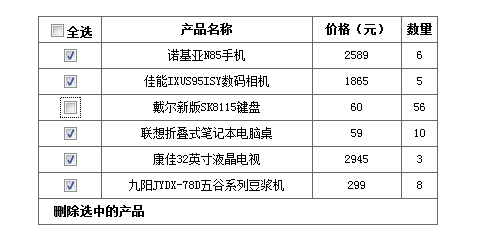 全选 产品名称 价格（元） 数量
诺基亚N85手机 2589 6
佳能IXUS95ISY数码相机 1865 5
戴尔新版SK8115键盘 60 56
联想折叠式笔记本电脑桌 59 10
康佳32英寸液晶电视 2945 3
九阳JYDX-78D五谷系列豆浆机 299 8
删除选中的产品